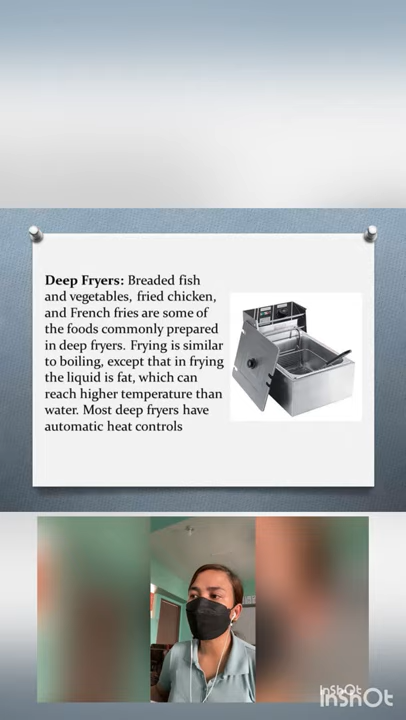 Deep Fryers: Breaded fish
and vegetables, fried chicken,
and French fries are some of
the foods commonly prepared
in deep fryers. Frying is similar
to boiling, except that in frying
the liquid is fat, which can
reach higher temperature than
water. Most deep fryers have
automatic heat controls
InShOt
InShOt